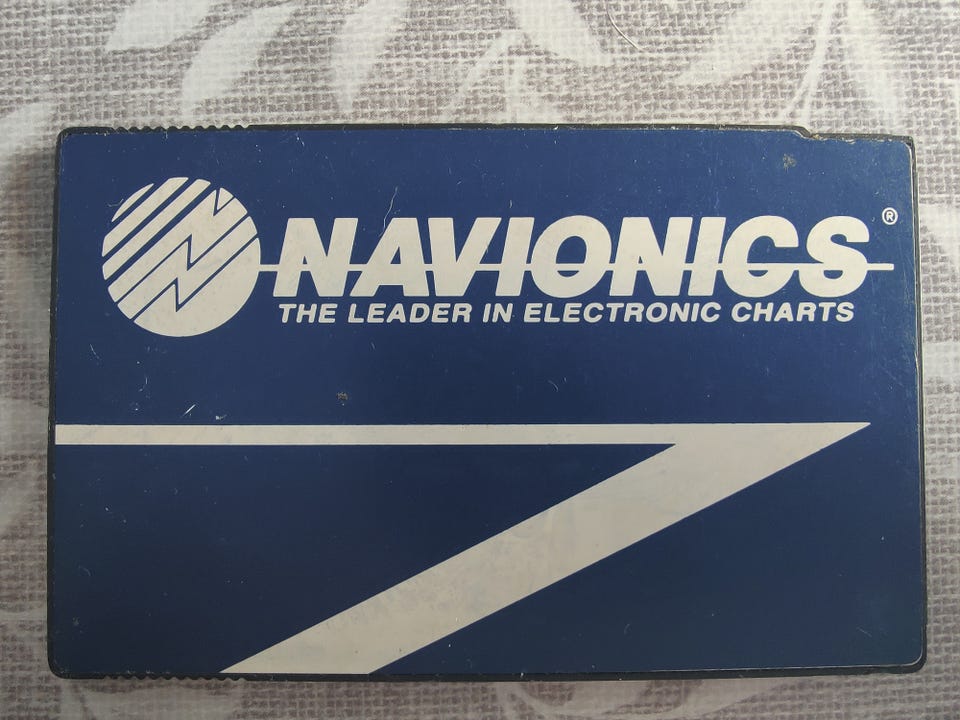 NAVIONICS®
THE LEADER IN ELECTRONIC CHARTS